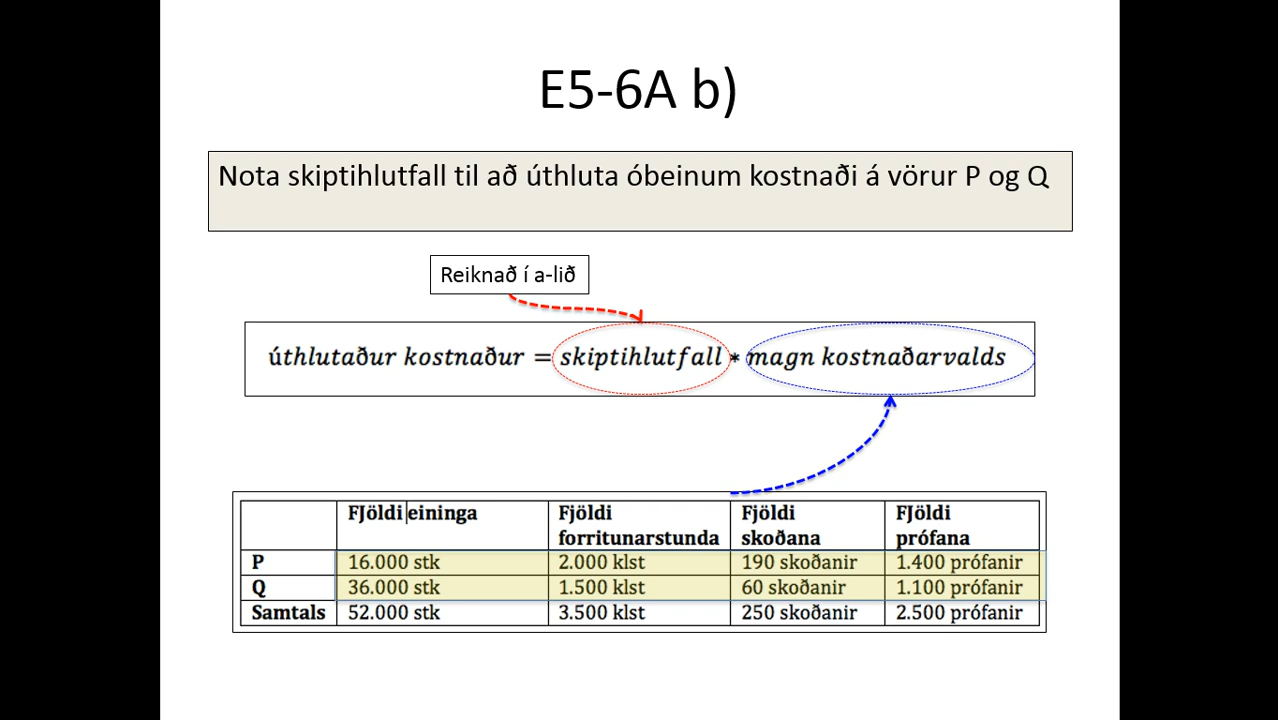 E5-6A b)
Nota skiptihlutfall til að úthluta óbeinum kostnaði á vörur P og Q
Reiknað í a-lið
úthlutaður kostnaður = skiptihlutfall * magn kostnaðarvalds
FJöldi eininga Fjöldi forritunarstunda Fjöldi skoðana FJöldi prófana
P 16.000 stk 2.000 klst 190 skoðanir 1.400 prófanir
Q 36.000 stk 1.500 klst 60 skoðanir 1.100 prófanir
Samtals 52.000 stk 3.500 klst 250 skoðanir 2.500 prófanir